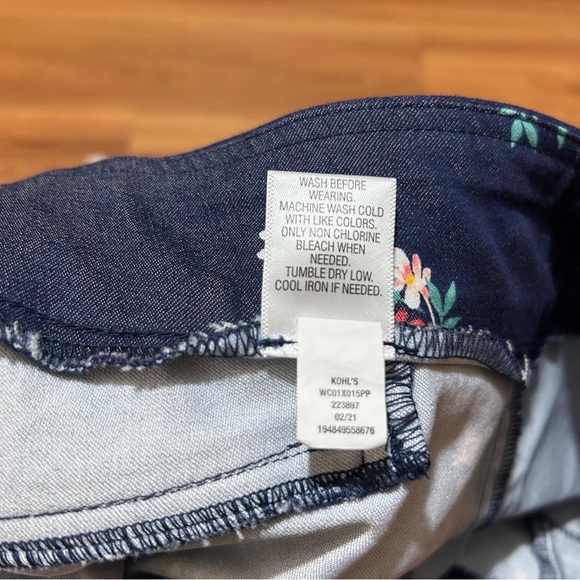 WASH BEFORE
WEARING.
MACHINE WASH COLD
WITH LIKE COLORS.
ONLY NON CHLORINE
BLEACH WHEN
NEEDED.
TUMBLE DRY LOW.
COOL IRON IF NEEDED.
KOHL'S
WC01X015PP
223897
02/21
194849558676